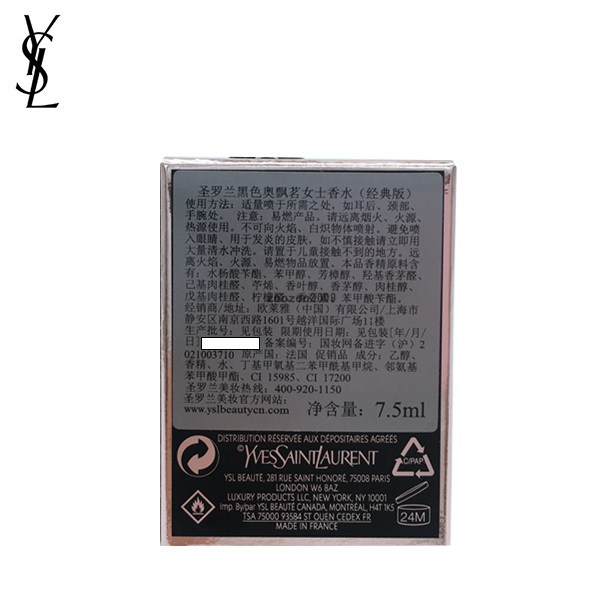 YSL
圣罗兰黑色奥飘茗女士香水（经典版）
使用方法：适量喷于所需之处，如耳后、颈部、
手腕处。 注意：易燃产品。请远离烟火、火源、
热源使用。不可向火焰、白炽物体喷射。避免喷
入眼睛、用于发炎的皮肤。如不慎接触请立即用
大量清水冲洗。请置于儿童接触不到的地方。远
离火焰、火源、易燃物品放置。本品香精原料含
有：水杨酸苄酯、苯甲醇、芳樟醇、羟基香茅醛、
己基肉桂醛、苧烯、香叶醇、香茅醇、肉桂醇、
戊基肉桂醛、柠檬醛、 苯甲酸苄酯。
经销商/地址：欧莱雅（中国）有限公司/上海市
静安区南京西路1601号越洋国际广场11楼
生产批号：见包装 限期使用日期：见包装[年/月/
日] 备案编号：国妆网备进字（沪）2
021003710 原产国：法国 促销品 成分：乙醇、
香精、水、丁基甲氧基二苯甲酰基甲烷、邻氨基
苯甲酸甲酯、CI 15985、CI 17200
圣罗兰美妆热线：400-920-1150
圣罗兰美妆官方网站：
www.yslbeautycn.com 净含量：7.5ml
DISTRIBUTION RÉSERVÉE AUX DÉPOSITAIRES AGRÉÉS
©YVESSAINTLAURENT
C/PAP
YSL BEAUTÉ, 281 RUE SAINT HONORÉ, 75008 PARIS
LONDON W6 8AZ
LUXURY PRODUCTS LLC, NEW YORK, NY 10001
Imp. By/par YSL BEAUTÉ CANADA, MONTRÉAL, H4T 1K5
TSA 75000 93584 ST OUEN CEDEX FR
MADE IN FRANCE
24M